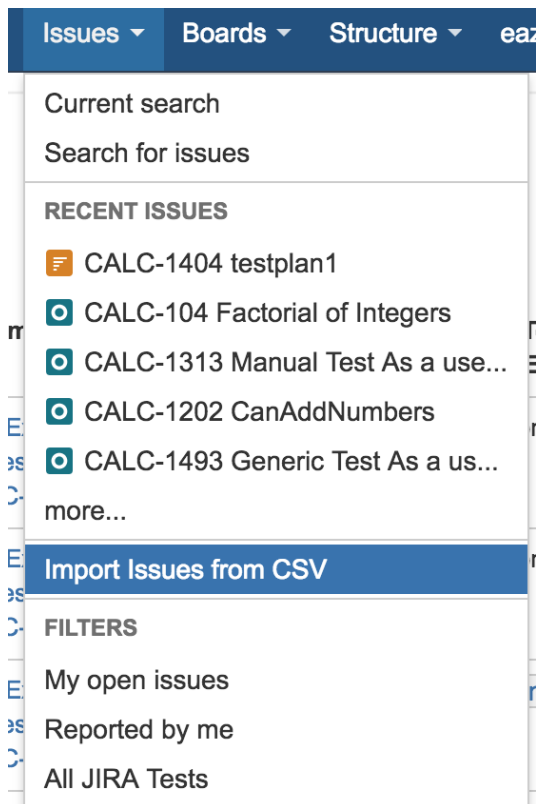 Issues Boards Structure eaz
Current search
Search for issues
RECENT ISSUES
CALC-1404 testplan1
CALC-104 Factorial of Integers
CALC-1313 Manual Test As a use...
CALC-1202 CanAddNumbers
CALC-1493 Generic Test As a us...
more...
Import Issues from CSV
FILTERS
My open issues
Reported by me
All JIRA Tests